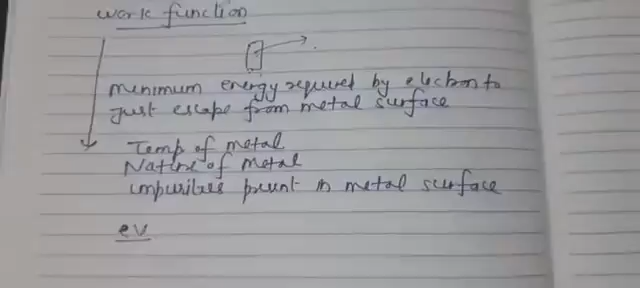 work function
minimum energy required by electron to
just escape from metal surface
Temp of metal
Nature of metal
impurities present in metal surface
ev